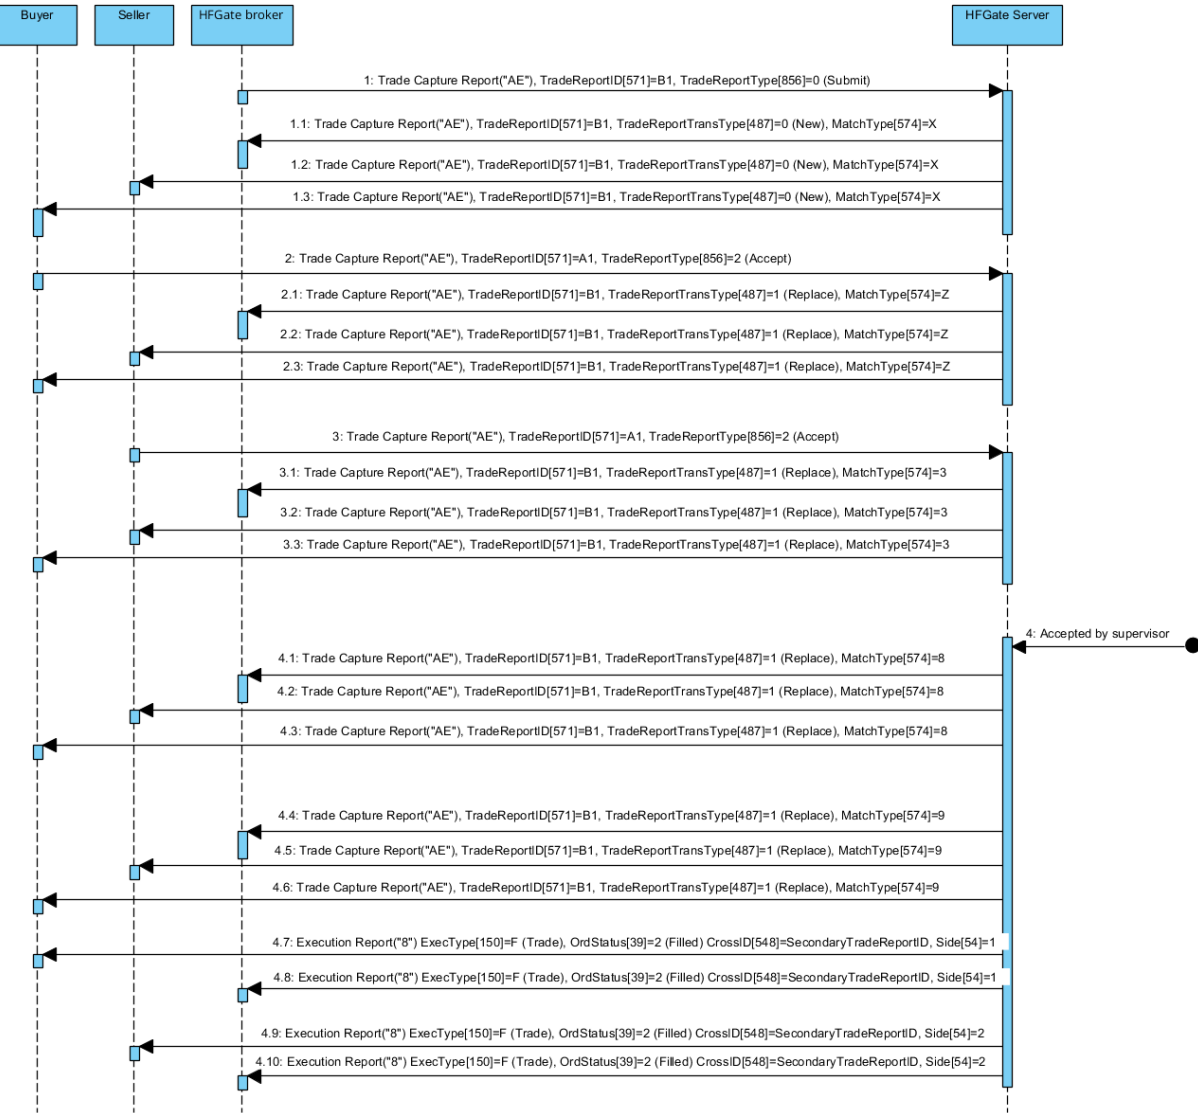 Buyer
Seller
HFGate broker
HFGate Server
1: Trade Capture Report("AE"), TradeReportID[571]=B1, TradeReportType[856]=0 (Submit)
1.1: Trade Capture Report("AE"), TradeReportID[571]=B1, TradeReportTransType[487]=0 (New), MatchType[574]=X
1.2: Trade Capture Report("AE"), TradeReportID[571]=B1, TradeReportTransType[487]=0 (New), MatchType[574]=X
1.3: Trade Capture Report("AE"), TradeReportID[571]=B1, TradeReportTransType[487]=0 (New), MatchType[574]=X
2: Trade Capture Report("AE"), TradeReportID[571]=A1, TradeReportType[856]=2 (Accept)
2.1: Trade Capture Report("AE"), TradeReportID[571]=B1, TradeReportTransType[487]=1 (Replace), MatchType[574]=Z
2.2: Trade Capture Report("AE"), TradeReportID[571]=B1, TradeReportTransType[487]=1 (Replace), MatchType[574]=Z
2.3: Trade Capture Report("AE"), TradeReportID[571]=B1, TradeReportTransType[487]=1 (Replace), MatchType[574]=Z
3: Trade Capture Report("AE"), TradeReportID[571]=A1, TradeReportType[856]=2 (Accept)
3.1: Trade Capture Report("AE"), TradeReportID[571]=B1, TradeReportTransType[487]=1 (Replace), MatchType[574]=3
3.2: Trade Capture Report("AE"), TradeReportID[571]=B1, TradeReportTransType[487]=1 (Replace), MatchType[574]=3
3.3: Trade Capture Report("AE"), TradeReportID[571]=B1, TradeReportTransType[487]=1 (Replace), MatchType[574]=3
4: Accepted by supervisor
4.1: Trade Capture Report("AE"), TradeReportID[571]=B1, TradeReportTransType[487]=1 (Replace), MatchType[574]=8
4.2: Trade Capture Report("AE"), TradeReportID[571]=B1, TradeReportTransType[487]=1 (Replace), MatchType[574]=8
4.3: Trade Capture Report("AE"), TradeReportID[571]=B1, TradeReportTransType[487]=1 (Replace), MatchType[574]=8
4.4: Trade Capture Report("AE"), TradeReportID[571]=B1, TradeReportTransType[487]=1 (Replace), MatchType[574]=9
4.5: Trade Capture Report("AE"), TradeReportID[571]=B1, TradeReportTransType[487]=1 (Replace), MatchType[574]=9
4.6: Trade Capture Report("AE"), TradeReportID[571]=B1, TradeReportTransType[487]=1 (Replace), MatchType[574]=9
4.7: Execution Report("8") ExecType[150]=F (Trade), OrdStatus[39]=2 (Filled) CrossID[548]=SecondaryTradeReportID, Side[54]=1
4.8: Execution Report("8") ExecType[150]=F (Trade), OrdStatus[39]=2 (Filled) CrossID[548]=SecondaryTradeReportID, Side[54]=1
4.9: Execution Report("8") ExecType[150]=F (Trade), OrdStatus[39]=2 (Filled) CrossID[548]=SecondaryTradeReportID, Side[54]=2
4.10: Execution Report("8") ExecType[150]=F (Trade), OrdStatus[39]=2 (Filled) CrossID[548]=SecondaryTradeReportID, Side[54]=2